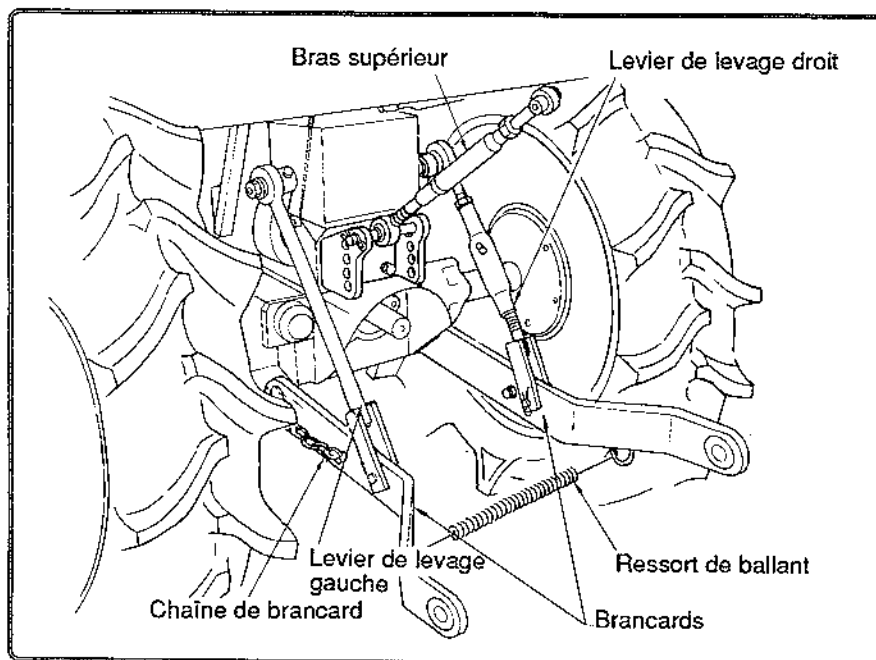 Bras supérieur
Levier de levage droit
Levier de levage
gauche
Ressort de ballant
Chaîne de brancard
Brancards